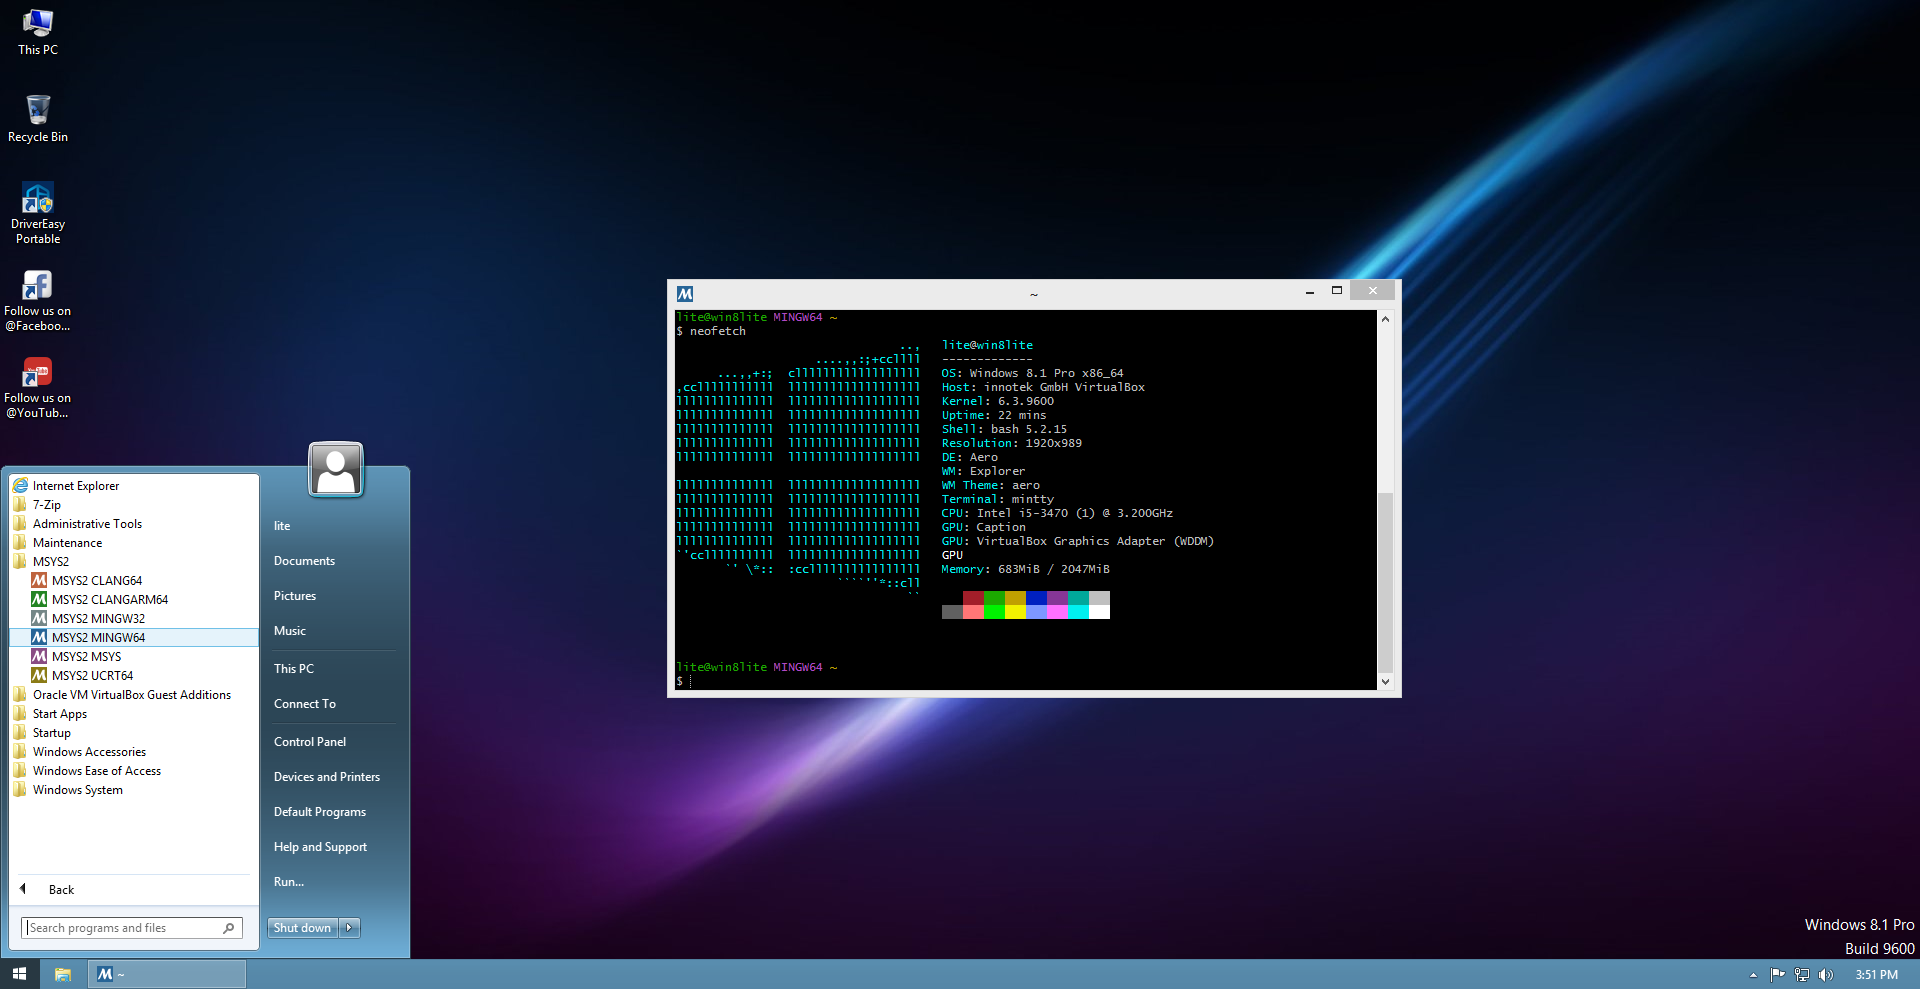 This PC
Recycle Bin
DriverEasy
Portable
Follow us on
@Faceboo...
Follow us on
@YouTub...
Internet Explorer
7-Zip
Administrative Tools
Maintenance
MSYS2
MSYS2 CLANG64
MSYS2 CLANGARM64
MSYS2 MINGW32
MSYS2 MINGW64
MSYS2 MSYS
MSYS2 UCRT64
Oracle VM VirtualBox Guest Additions
Start Apps
Startup
Windows Accessories
Windows Ease of Access
Windows System
Back
Search programs and files
lite
Documents
Pictures
Music
This PC
Connect To
Control Panel
Devices and Printers
Default Programs
Help and Support
Run...
Shut down
~
lite@win8lite MINGW64 ~
$ neofetch
lite@win8lite
-------------
OS: Windows 8.1 Pro x86_64
Host: innotek GmbH VirtualBox
Kernel: 6.3.9600
Uptime: 22 mins
Shell: bash 5.2.15
Resolution: 1920x989
DE: Aero
WM: Explorer
WM Theme: aero
Terminal: mintty
CPU: Intel i5-3470 (1) @ 3.200GHz
GPU: Caption
GPU: VirtualBox Graphics Adapter (WDDM)
GPU
Memory: 683MiB / 2047MiB
lite@win8lite MINGW64 ~
$
Windows 8.1 Pro
Build 9600
~
3:51 PM